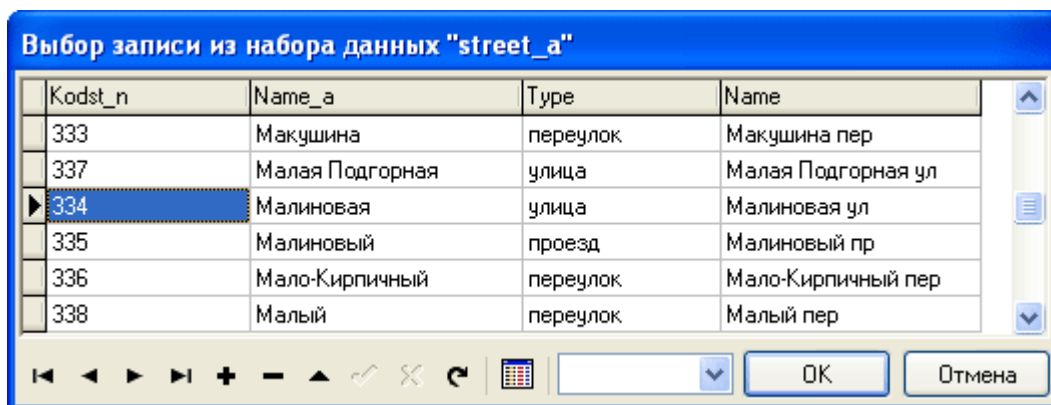 Выбор записи из набора данных "street_a"
Kodst_n Name_a Type Name
333 Макушина переулок Макушина пер
337 Малая Подгорная улица Малая Подгорная ул
334 Малиновая улица Малиновая ул
335 Малиновый проезд Малиновый пр
336 Мало-Кирпичный переулок Мало-Кирпичный пер
338 Малый переулок Малый пер
OK Отмена